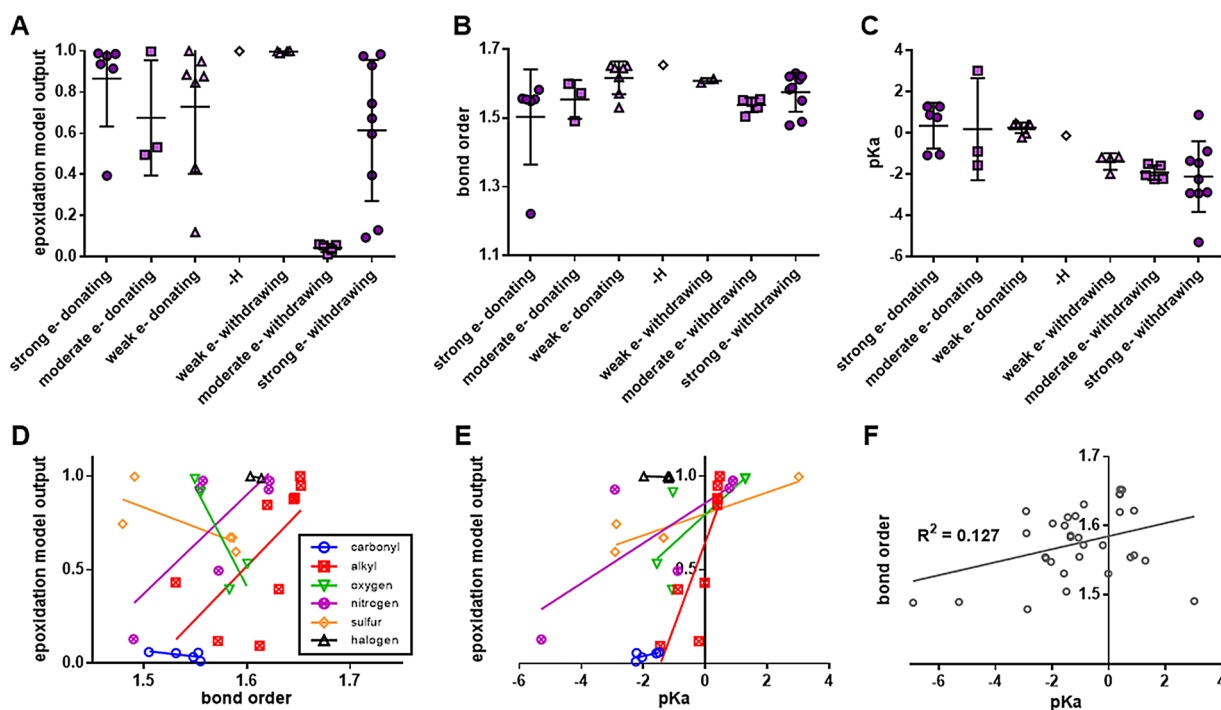 A
epoxidation model output
1.0
0.8
0.6
0.4
0.2
0.0
strong e- donating
moderate e- donating
weak e- donating
-H
weak e- withdrawing
moderate e- withdrawing
strong e- withdrawing
B
bond order
1.7
1.5
1.3
1.1
strong e- donating
moderate e- donating
weak e- donating
-H
weak e- withdrawing
moderate e- withdrawing
strong e- withdrawing
C
pKa
4
2
0
-2
-4
-6
strong e- donating
moderate e- donating
weak e- donating
-H
weak e- withdrawing
moderate e- withdrawing
strong e- withdrawing
D
epoxidation model output
1.0
0.5
0.0
1.5
1.6
1.7
bond order
carbonyl
alkyl
oxygen
nitrogen
sulfur
halogen
E
epoxidation model output
1.0
0.5
-6
-4
-2
0
2
4
pKa
F
bond order
1.7
1.6
1.5
R² = 0.127
-6
-4
-2
0
2
4
pKa